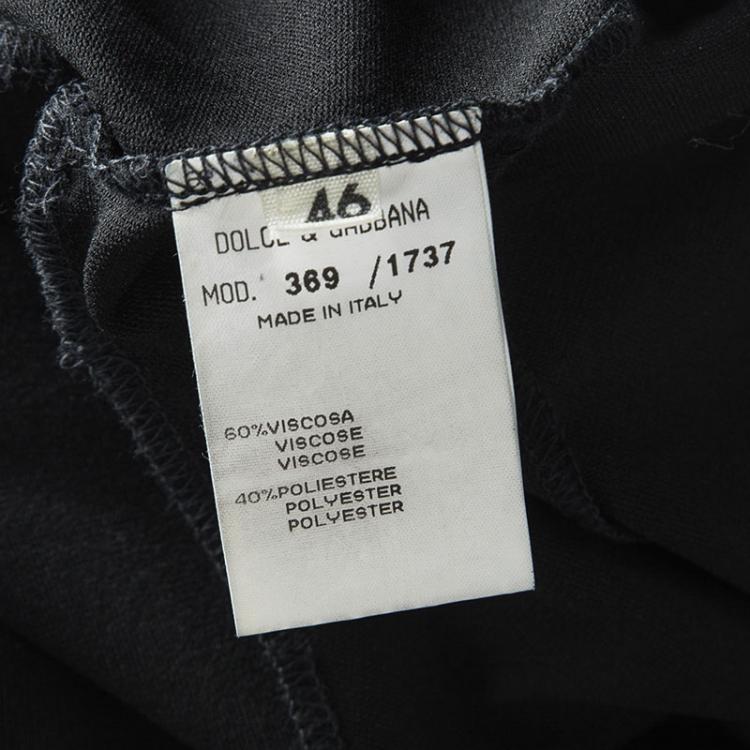 46
DOLCE & GABBANA
MOD. 369 /1737
MADE IN ITALY
60%VISCOSA
VISCOSE
VISCOSE
40%POLIESTERE
POLYESTER
POLYESTER